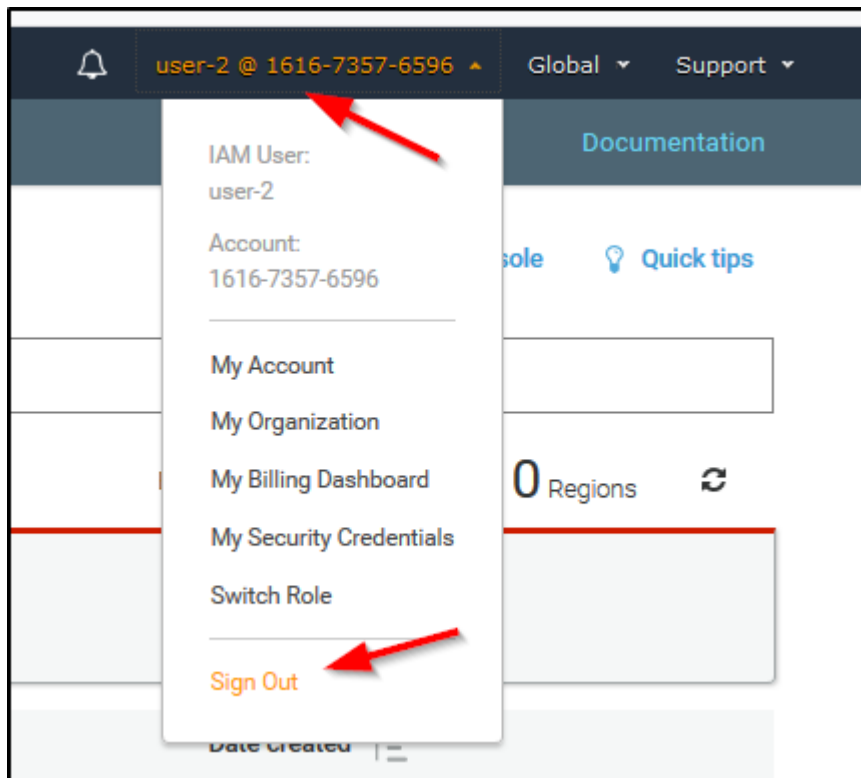 user-2 @ 1616-7357-6596 Global Support
Documentation
IAM User:
user-2
Account:
1616-7357-6596
sole Quick tips
My Account
My Organization
My Billing Dashboard
0 Regions
My Security Credentials
Switch Role
Sign Out
Date created